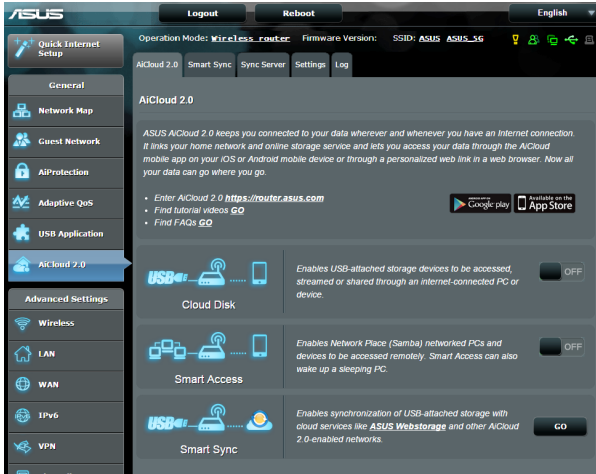 ASUS Logout Reboot English
Quick Internet
Setup
Operation Mode: Wireless router Firmware Version: SSID: ASUS ASUS_5G
AiCloud 2.0 Smart Sync Sync Server Settings Log
General
Network Map
Guest Network
AiProtection
Adaptive QoS
USB Application
AiCloud 2.0
Advanced Settings
Wireless
LAN
WAN
IPv6
VPN
AiCloud 2.0
ASUS AiCloud 2.0 keeps you connected to your data wherever and whenever you have an Internet connection.
It links your home network and online storage service and lets you access your data through the AiCloud
mobile app on your iOS or Android mobile device or through a personalized web link in a web browser. Now all
your data can go where you go.
• Enter AiCloud 2.0 https://router.asus.com
• Find tutorial videos GO
• Find FAQs GO
Google play
Available on the
App Store
USB
Cloud Disk
Enables USB-attached storage devices to be accessed,
streamed or shared through an internet-connected PC or
device.
OFF
Smart Access
Enables Network Place (Samba) networked PCs and
devices to be accessed remotely. Smart Access can also
wake up a sleeping PC.
OFF
USB
Smart Sync
Enables synchronization of USB-attached storage with
cloud services like ASUS Webstorage and other AiCloud
2.0-enabled networks.
GO